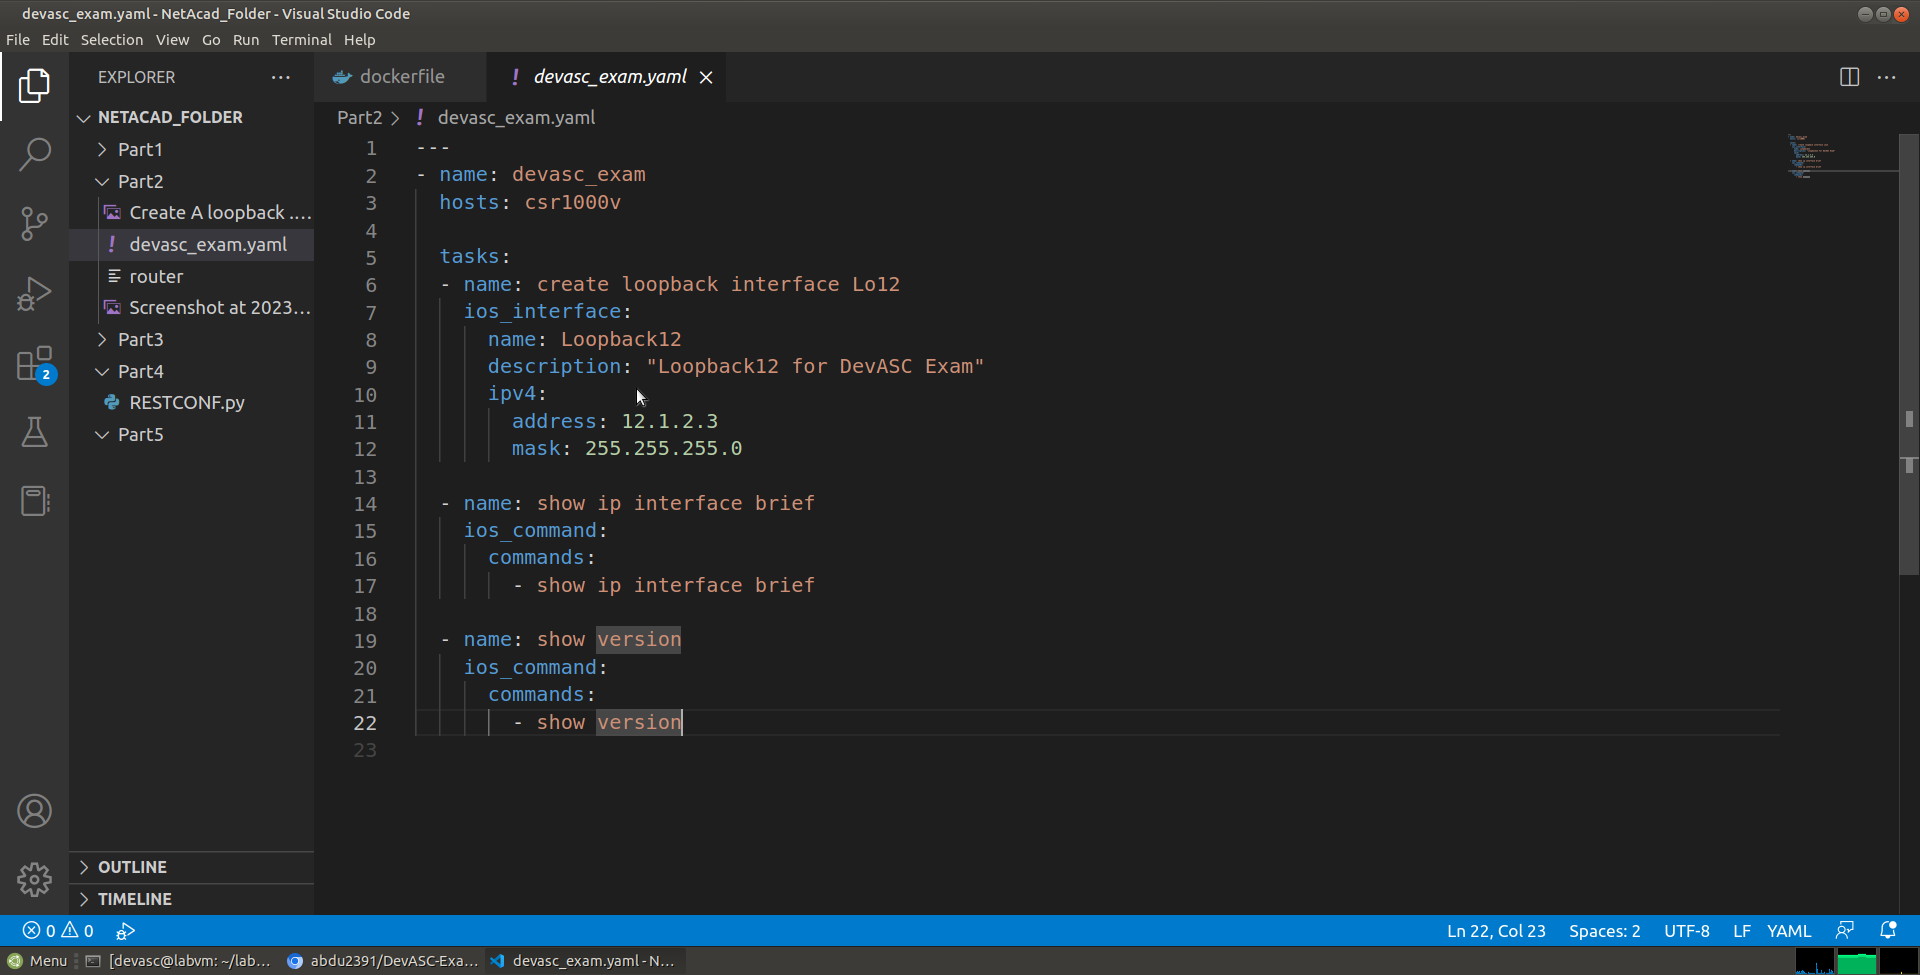 devasc_exam.yaml - NetAcad_Folder - Visual Studio Code
File Edit Selection View Go Run Terminal Help
EXPLORER ...
dockerfile
! devasc_exam.yaml
NETACAD_FOLDER
Part2 > ! devasc_exam.yaml
Part1
Part2
Create A loopback ....
! devasc_exam.yaml
router
Screenshot at 2023...
Part3
Part4
RESTCONF.py
Part5
2
OUTLINE
TIMELINE
1 ---
2 - name: devasc_exam
3   hosts: csr1000v
4
5   tasks:
6   - name: create loopback interface Lo12
7     ios_interface:
8       name: Loopback12
9       description: "Loopback12 for DevASC Exam"
10       ipv4:
11         address: 12.1.2.3
12         mask: 255.255.255.0
13
14   - name: show ip interface brief
15     ios_command:
16       commands:
17         - show ip interface brief
18
19   - name: show version
20     ios_command:
21       commands:
22         - show version
23
0 0
Ln 22, Col 23 Spaces: 2 UTF-8 LF YAML
Menu [devasc@labvm: ~/lab... abdu2391/DevASC-Exa... devasc_exam.yaml - N...